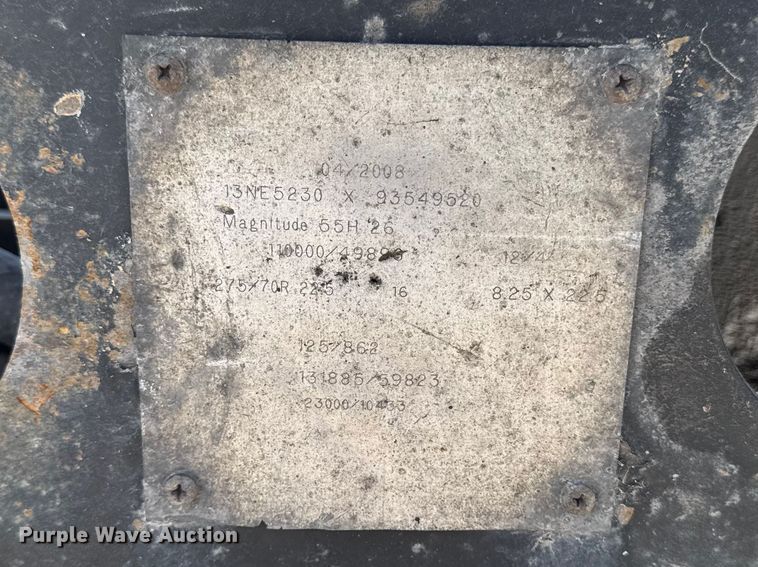 04/2008
13NE5230 X 93549520
Magnitude 55H 26
110000/49895 12/4
275/70R 22.5 16 8.25 X 22.5
125/862
131885/59823
23000/10433
Purple Wave Auction